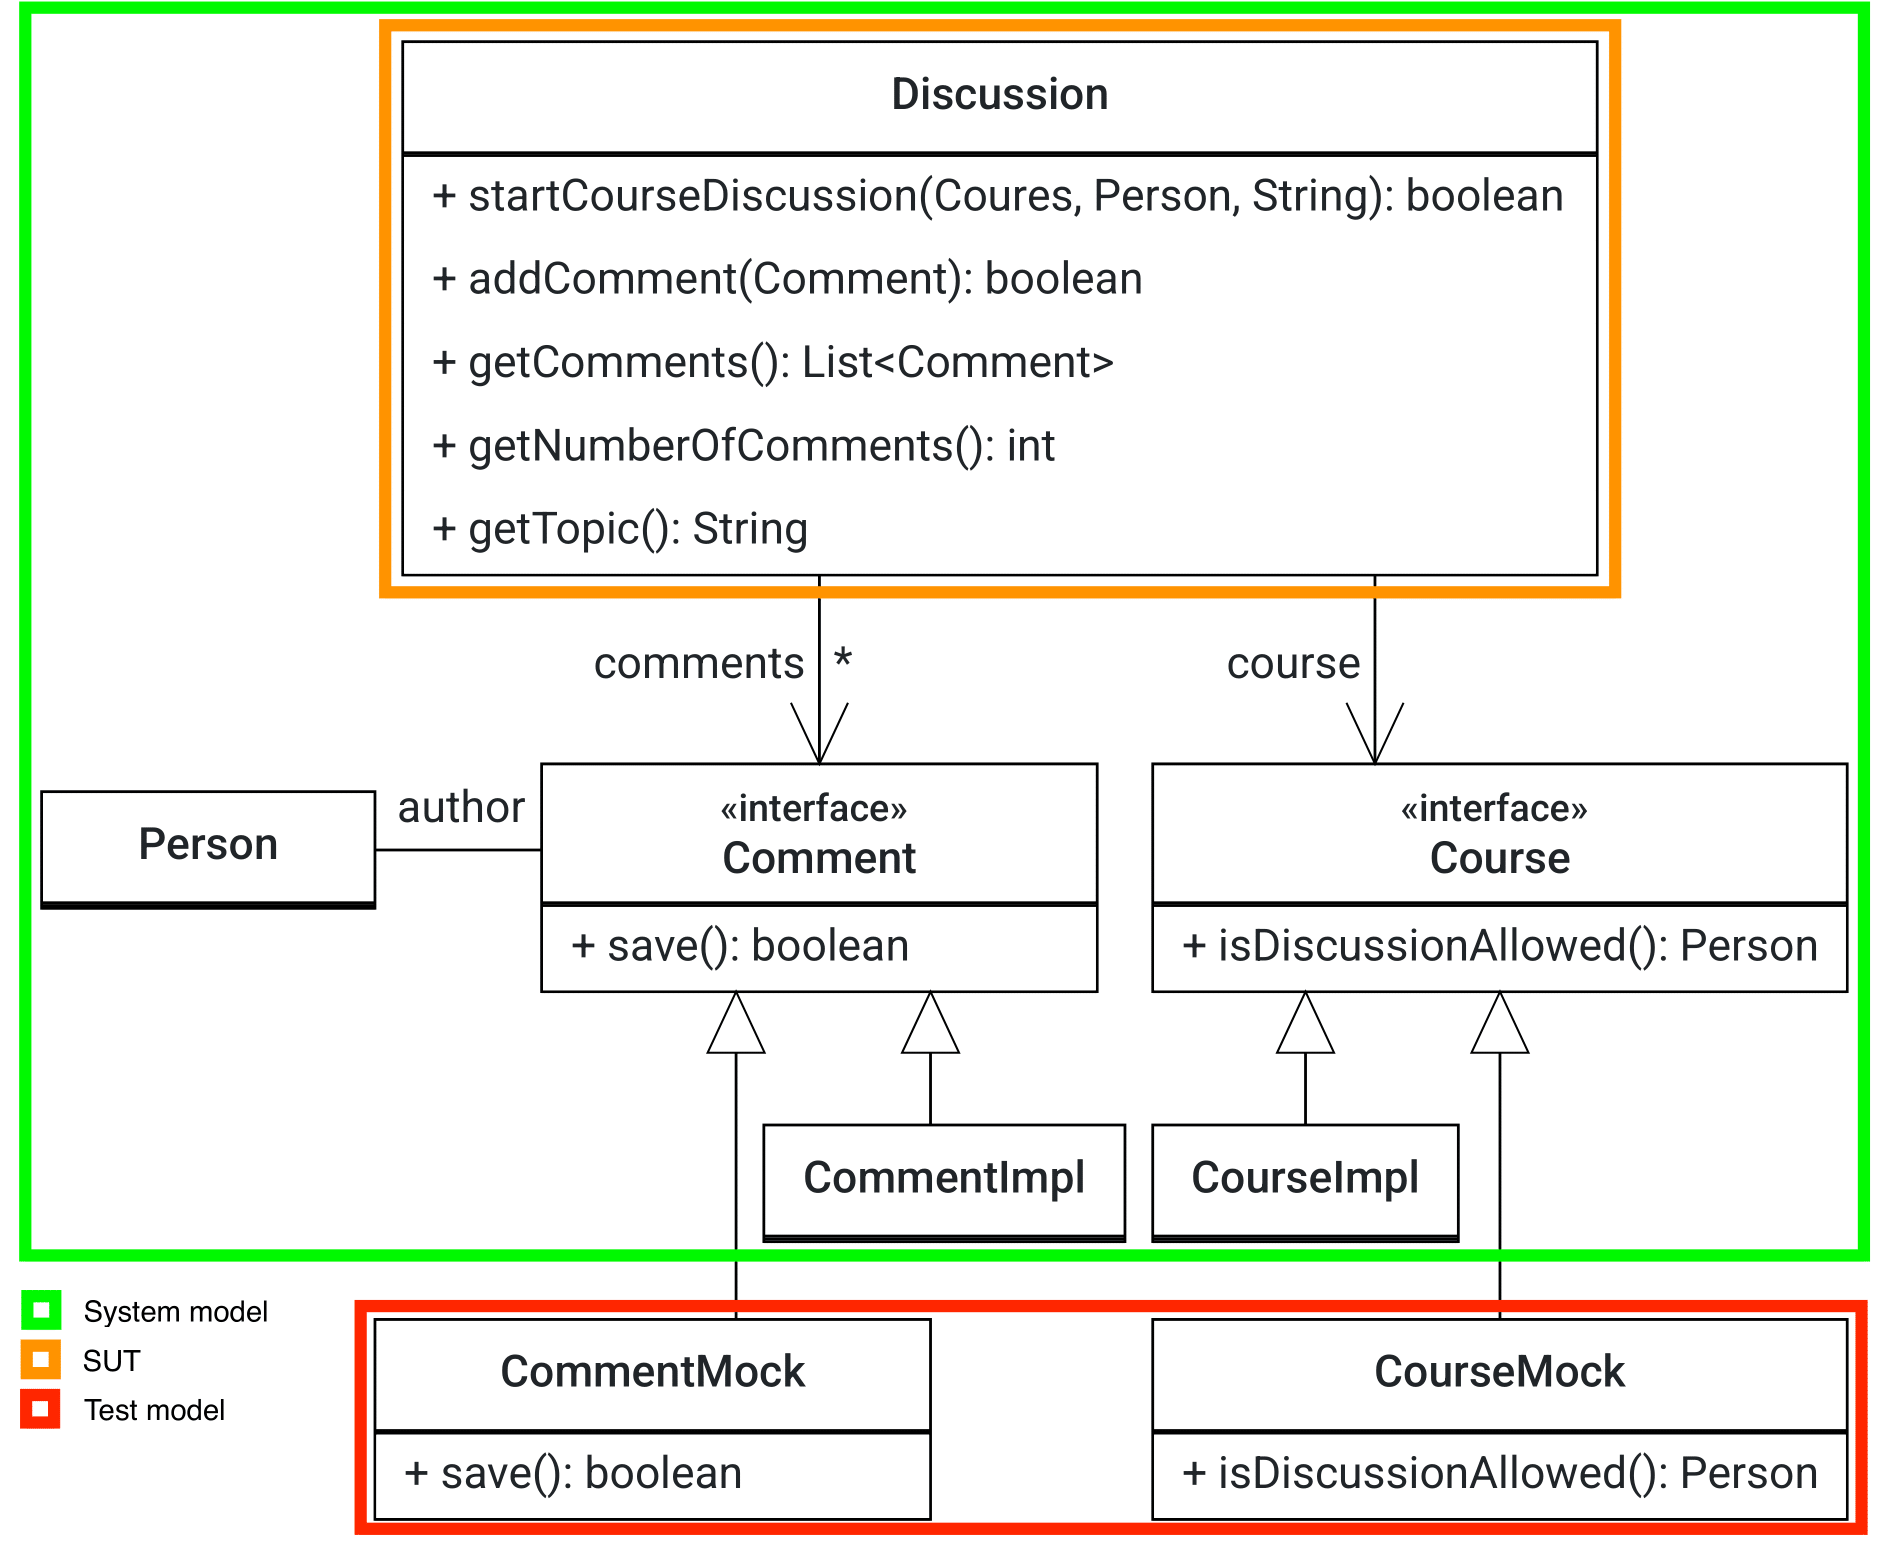 Discussion
+ startCourseDiscussion(Coures, Person, String): boolean
+ addComment(Comment): boolean
+ getComments(): List<Comment>
+ getNumberOfComments(): int
+ getTopic(): String
comments *
course
Person
author
«interface»
Comment
+ save(): boolean
«interface»
Course
+ isDiscussionAllowed(): Person
CommentImpl
CourseImpl
System model
SUT
Test model
CommentMock
+ save(): boolean
CourseMock
+ isDiscussionAllowed(): Person